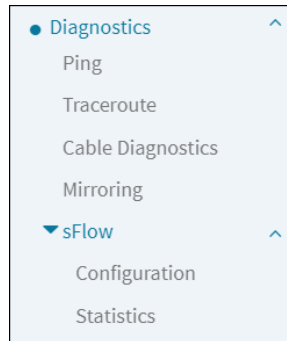 Diagnostics
Ping
Traceroute
Cable Diagnostics
Mirroring
sFlow
Configuration
Statistics